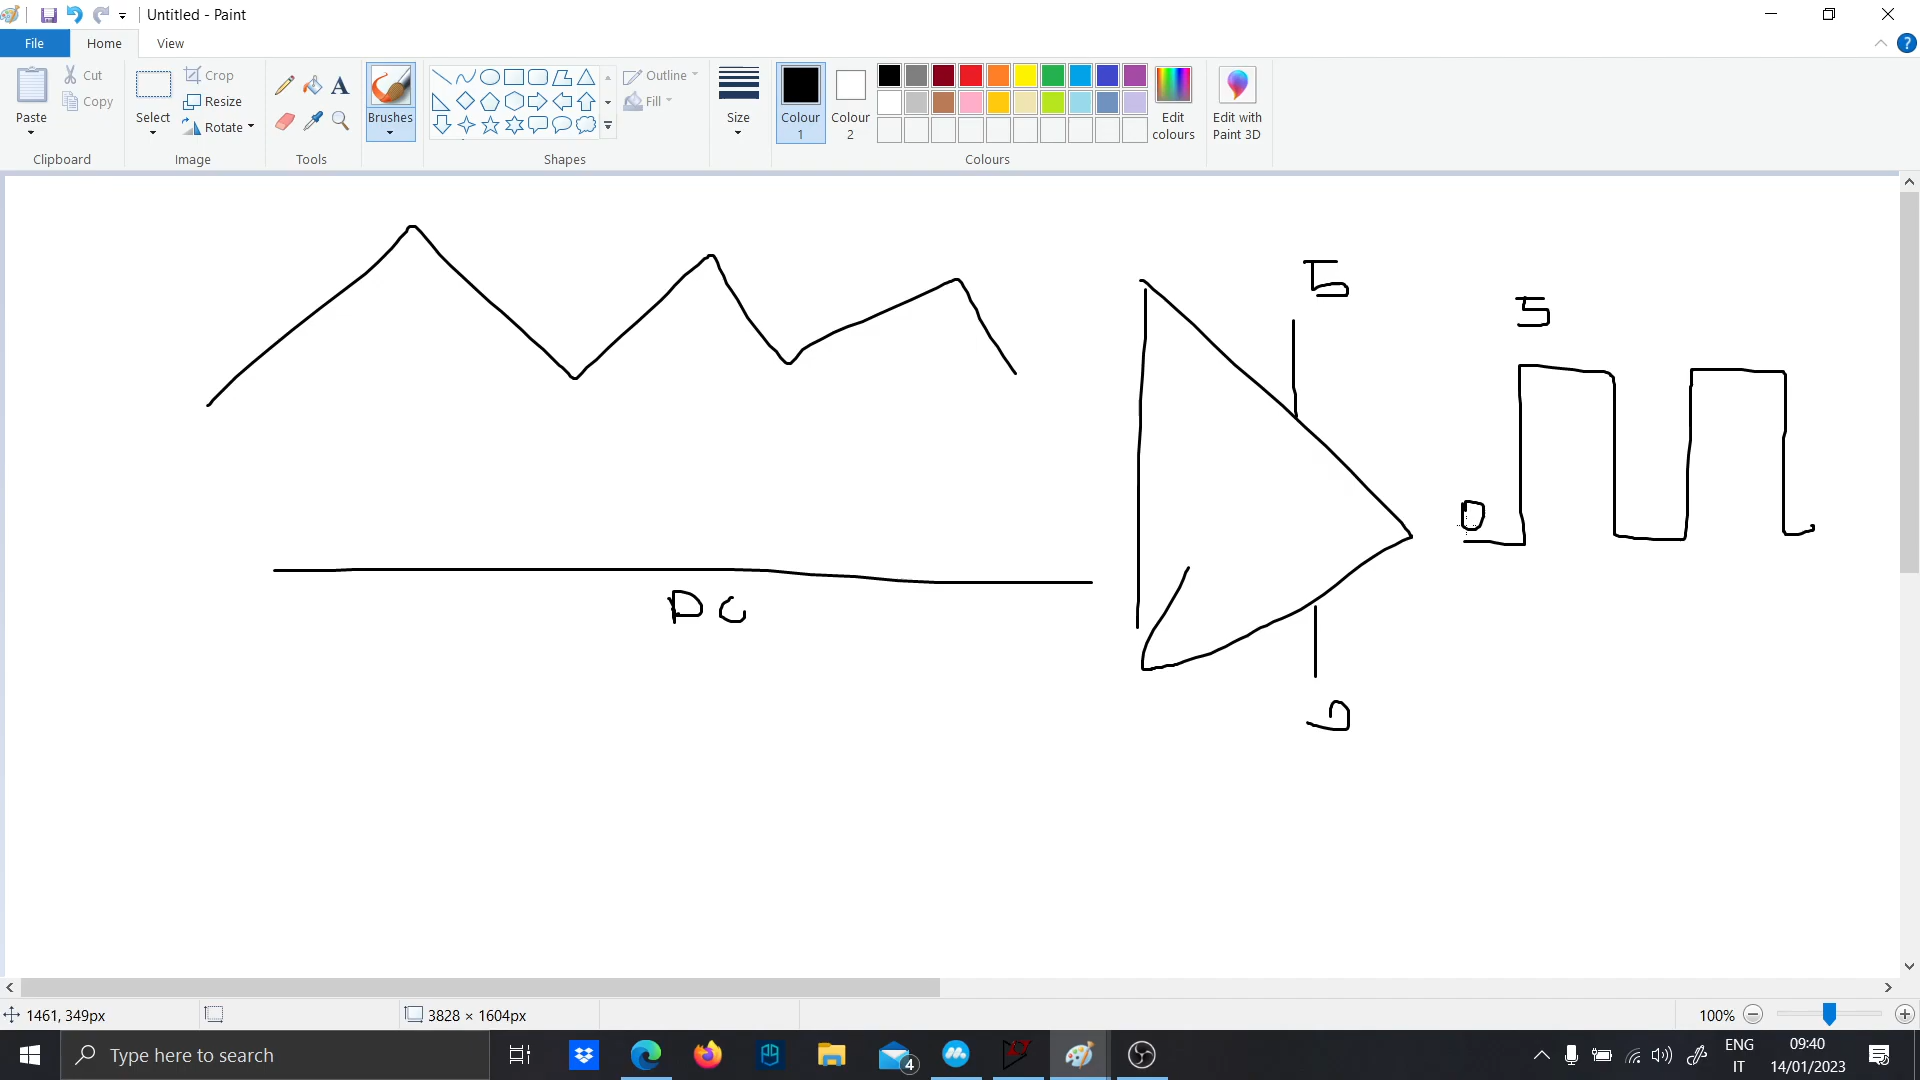 Untitled - Paint
File Home View
Paste
Cut
Copy
Clipboard
Select
Crop
Resize
Rotate
Image
Tools
Brushes
Shapes
Outline
Fill
Size
Colour 1
Colour 2
Colours
Edit colours
Edit with Paint 3D
5
5
0
DC
0
1461, 349px
3828 × 1604px
100%
Type here to search
4
ENG
IT
09:40
14/01/2023